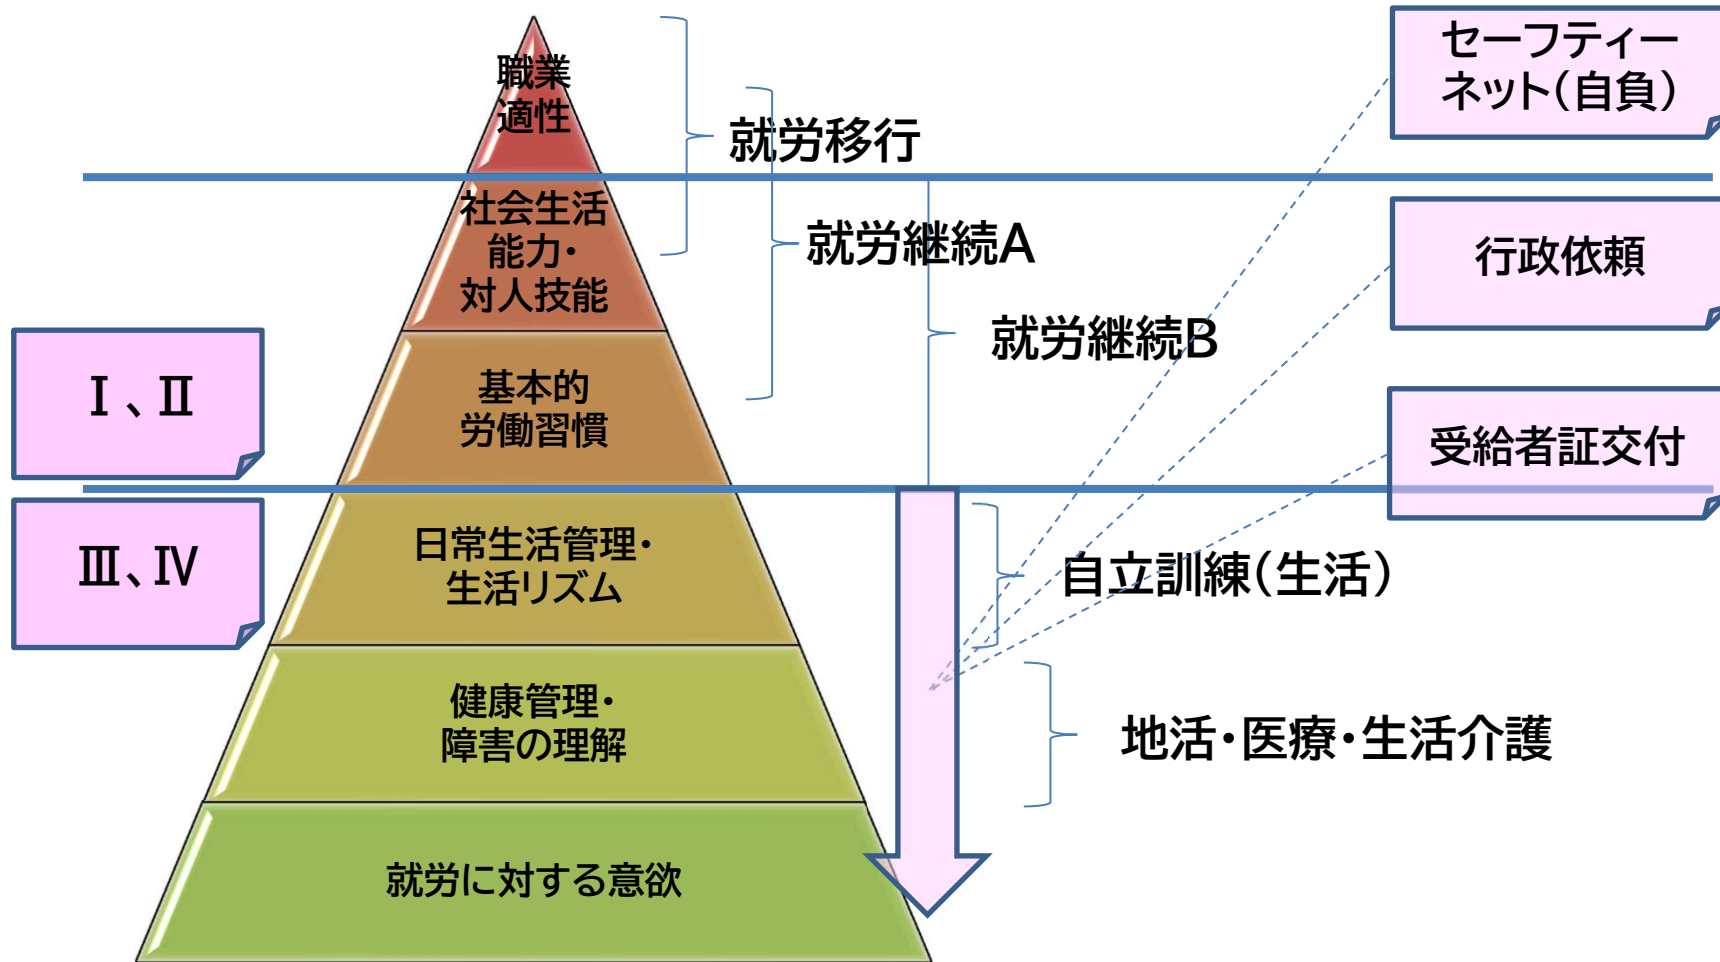 職業
適性
社会生活
能力・
対人技能
基本的
労働習慣
日常生活管理・
生活リズム
健康管理・
障害の理解
就労に対する意欲
Ⅰ、Ⅱ
Ⅲ、Ⅳ
就労移行
就労継続A
就労継続B
自立訓練(生活)
地活・医療・生活介護
セーフティー
ネット(自負)
行政依頼
受給者証交付